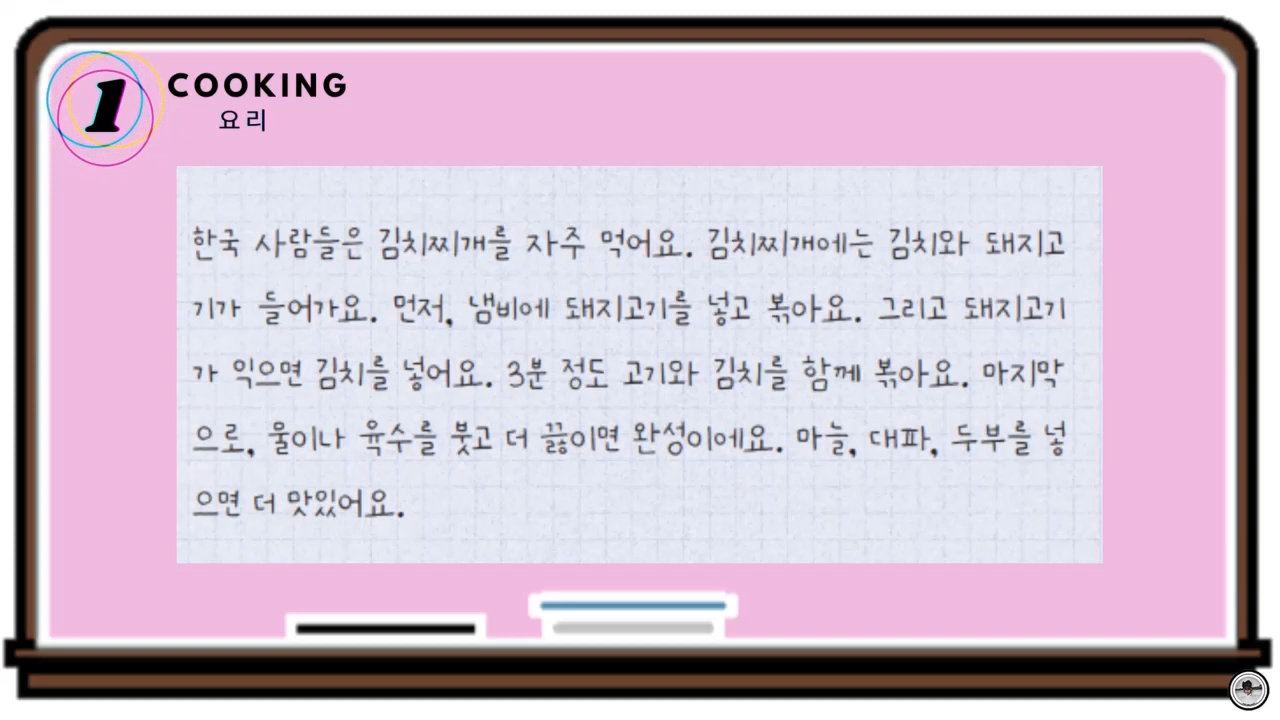 1
COOKING
요리
한국 사람들은 김치찌개를 자주 먹어요. 김치찌개에는 김치와 돼지고
기가 들어가요. 먼저, 냄비에 돼지고기를 넣고 볶아요. 그리고 돼지고기
가 익으면 김치를 넣어요. 3분 정도 고기와 김치를 함께 볶아요. 마지막
으로, 물이나 육수를 붓고 더 끓이면 완성이에요. 마늘, 대파, 두부를 넣
으면 더 맛있어요.